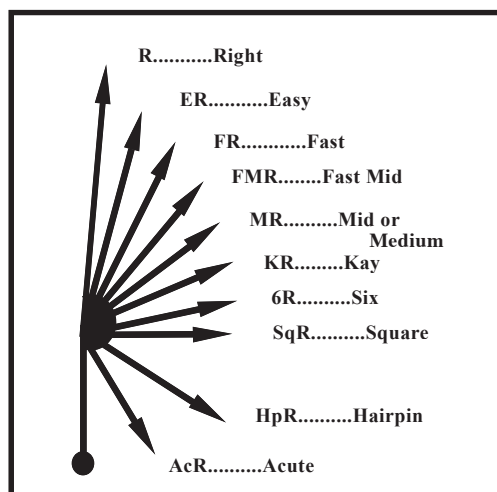 R...........Right
ER...........Easy
FR............Fast
FMR........Fast Mid
MR..........Mid or
Medium
KR.........Kay
6R..........Six
SqR..........Square
HpR..........Hairpin
AcR..........Acute